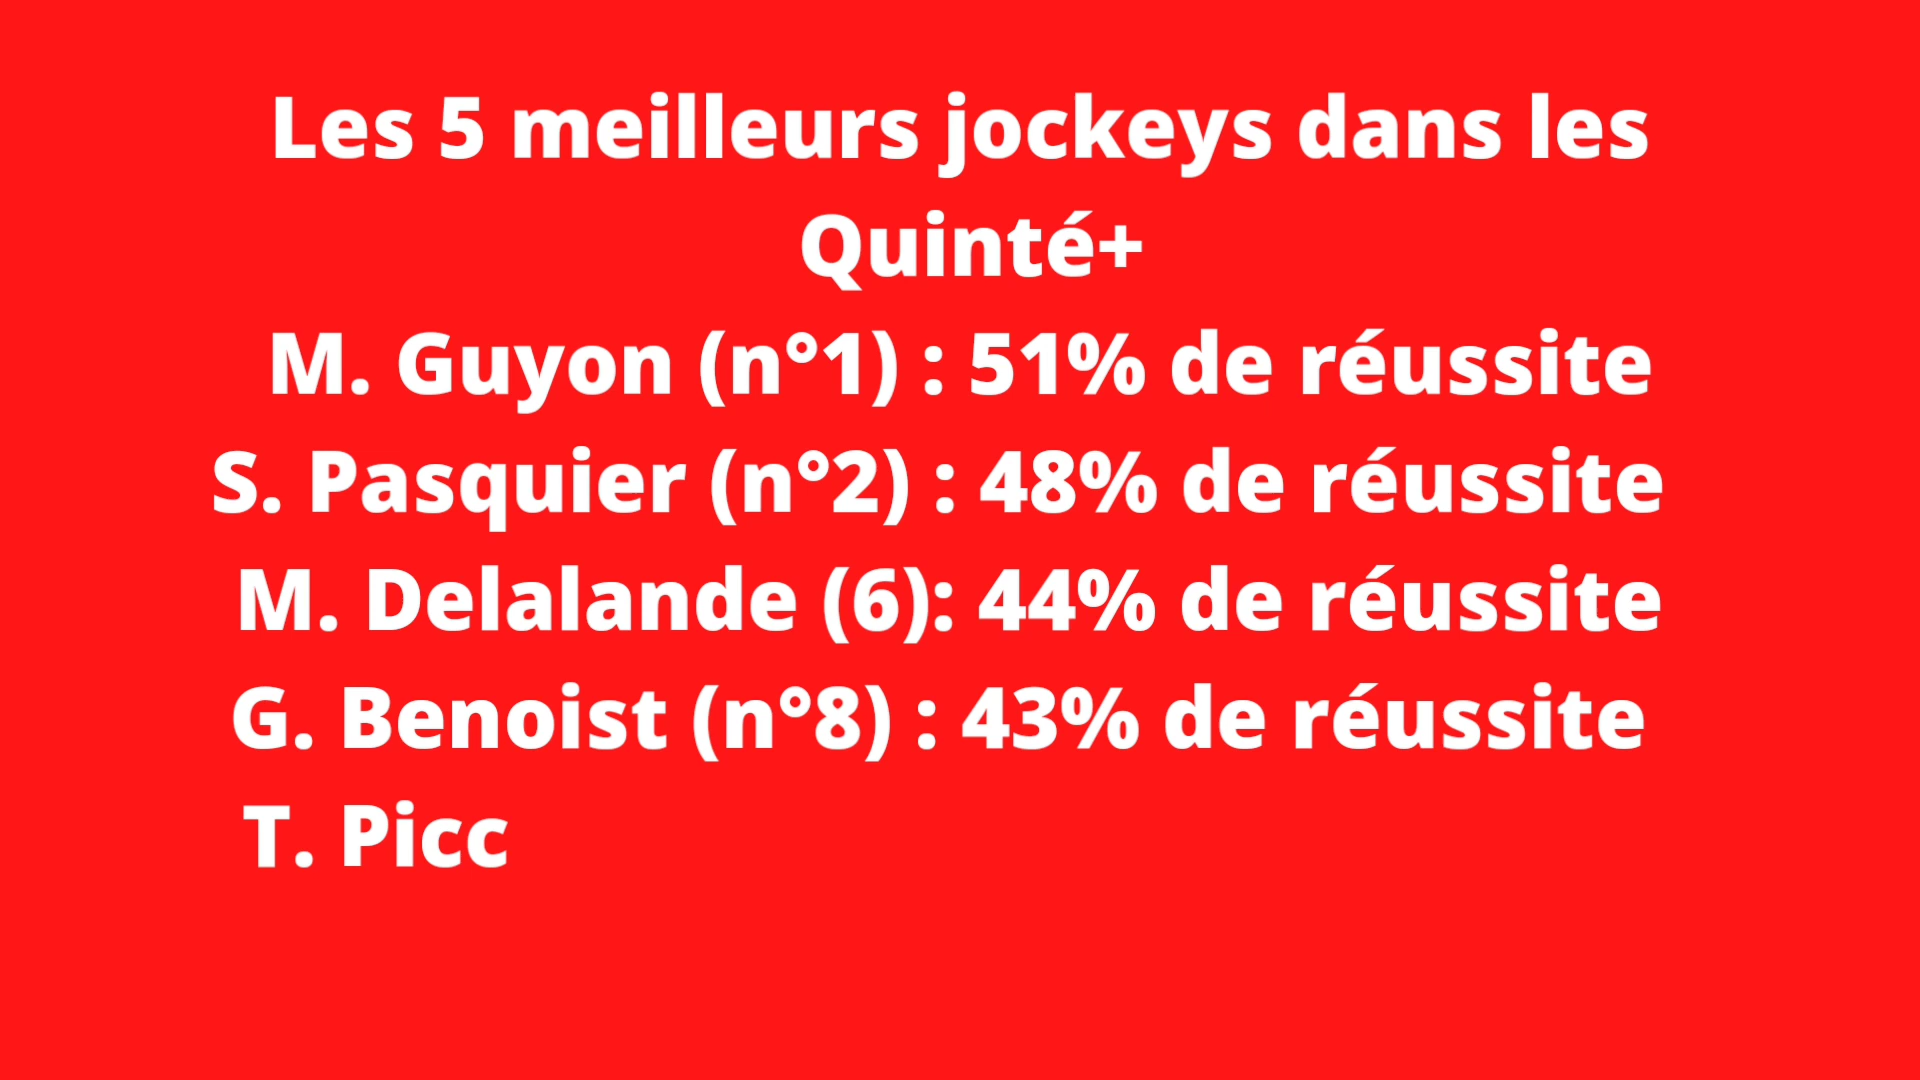 Les 5 meilleurs jockeys dans les
Quinté+
M. Guyon (n°1) : 51% de réussite
S. Pasquier (n°2) : 48% de réussite
M. Delalande (6): 44% de réussite
G. Benoist (n°8) : 43% de réussite
T. Picc